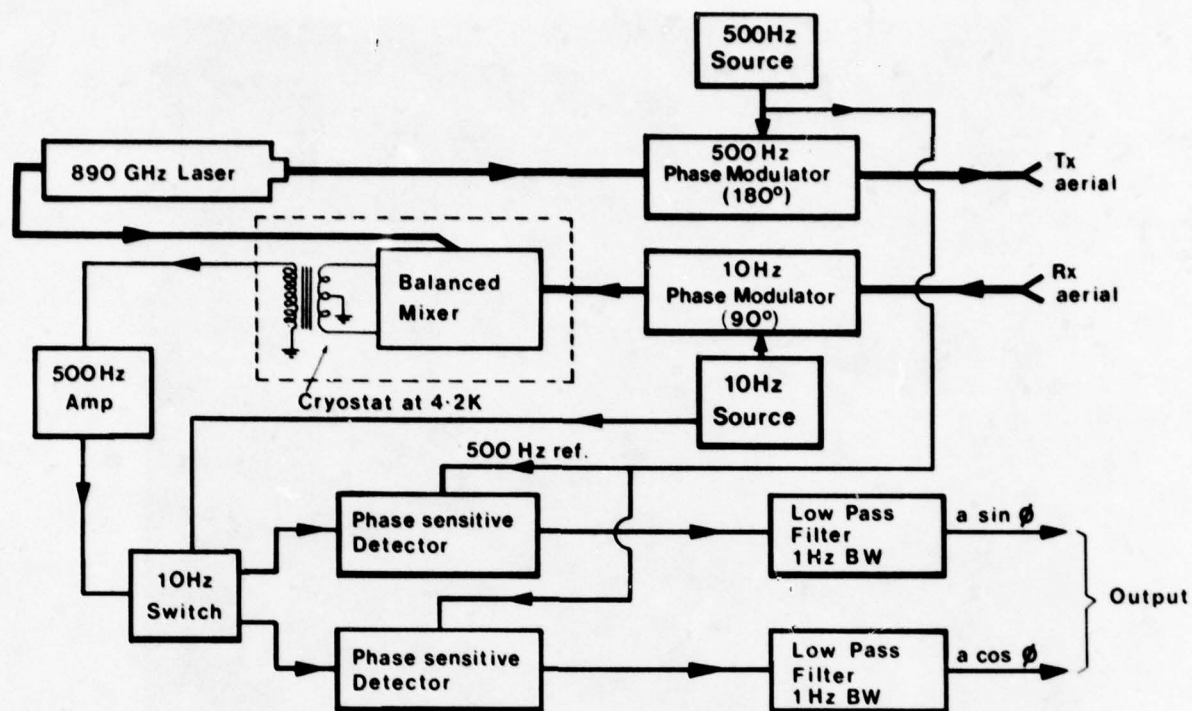 500Hz
Source
890 GHz Laser
500 Hz
Phase Modulator
(180°)
Tx
aerial
Balanced
Mixer
10Hz
Phase Modulator
(90°)
Rx
aerial
500Hz
Amp
Cryostat at 4·2K
10Hz
Source
500 Hz ref.
Phase sensitive
Detector
Low Pass
Filter
1Hz BW
a sin ø
10Hz
Switch
Output
Phase sensitive
Detector
Low Pass
Filter
1Hz BW
a cos ø